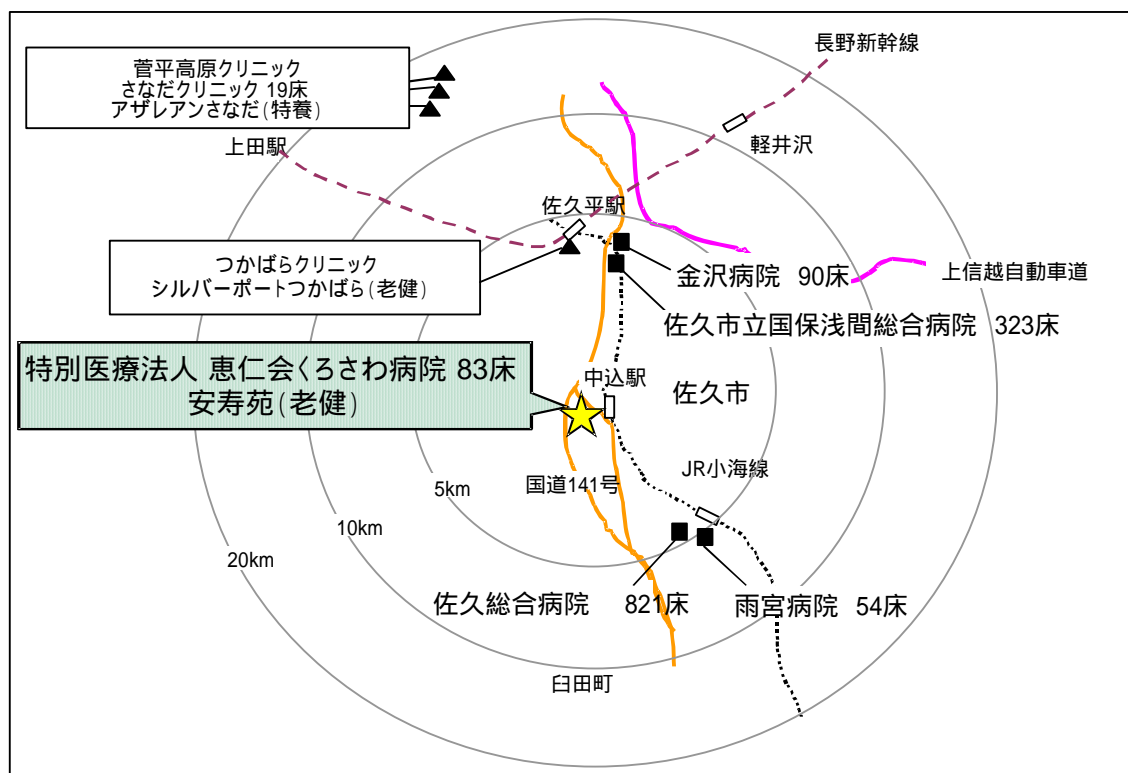 長野新幹線
菅平高原クリニック
さなだクリニック 19床
アザレアンさなだ(特養)
上田駅
軽井沢
佐久平駅
つかばらクリニック
シルバーポートつかばら(老健)
金沢病院 90床
上信越自動車道
佐久市立国保浅間総合病院 323床
特別医療法人 恵仁会くろさわ病院 83床
安寿苑(老健)
中込駅
佐久市
JR小海線
国道141号
5km
10km
20km
佐久総合病院 821床
雨宮病院 54床
臼田町